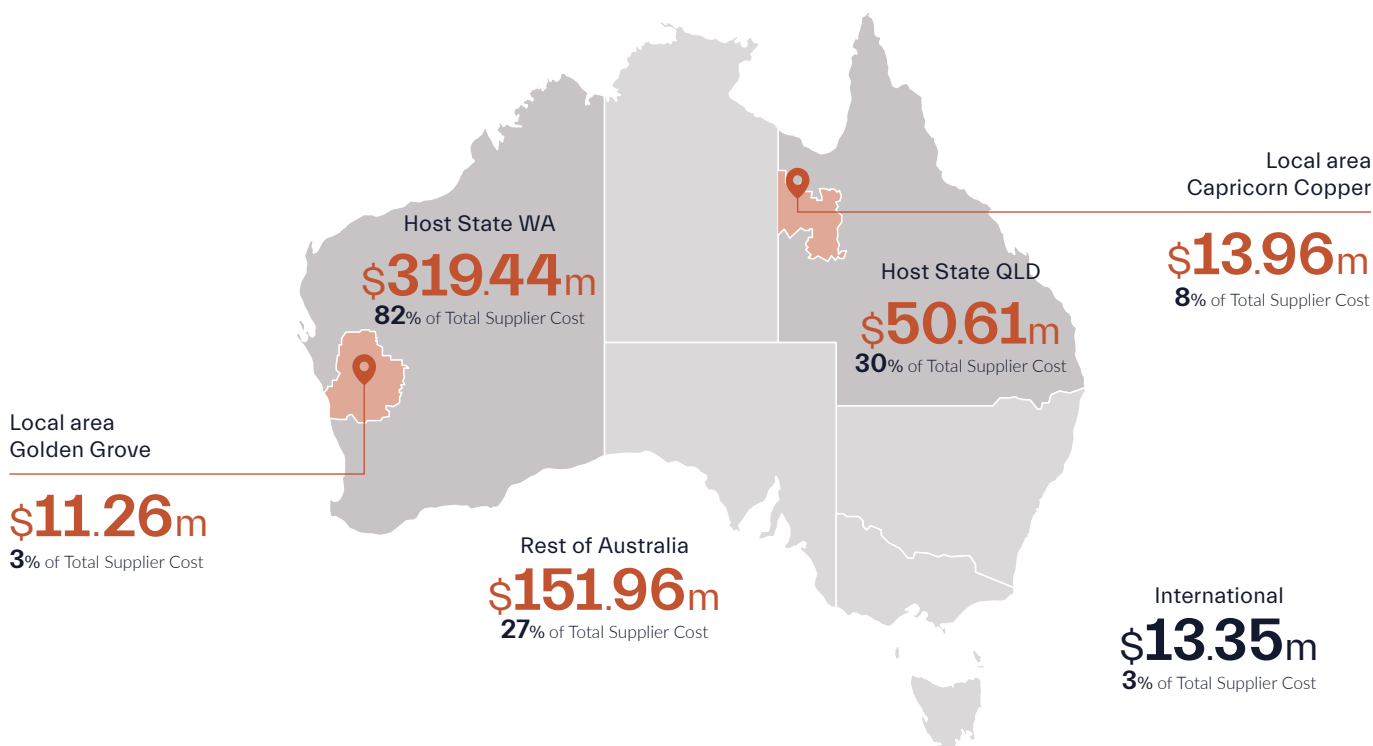 Local area
Capricorn Copper
$13.96m
8% of Total Supplier Cost
Host State WA
$319.44m
82% of Total Supplier Cost
Host State QLD
$50.61m
30% of Total Supplier Cost
Local area
Golden Grove
$11.26m
3% of Total Supplier Cost
Rest of Australia
$151.96m
27% of Total Supplier Cost
International
$13.35m
3% of Total Supplier Cost